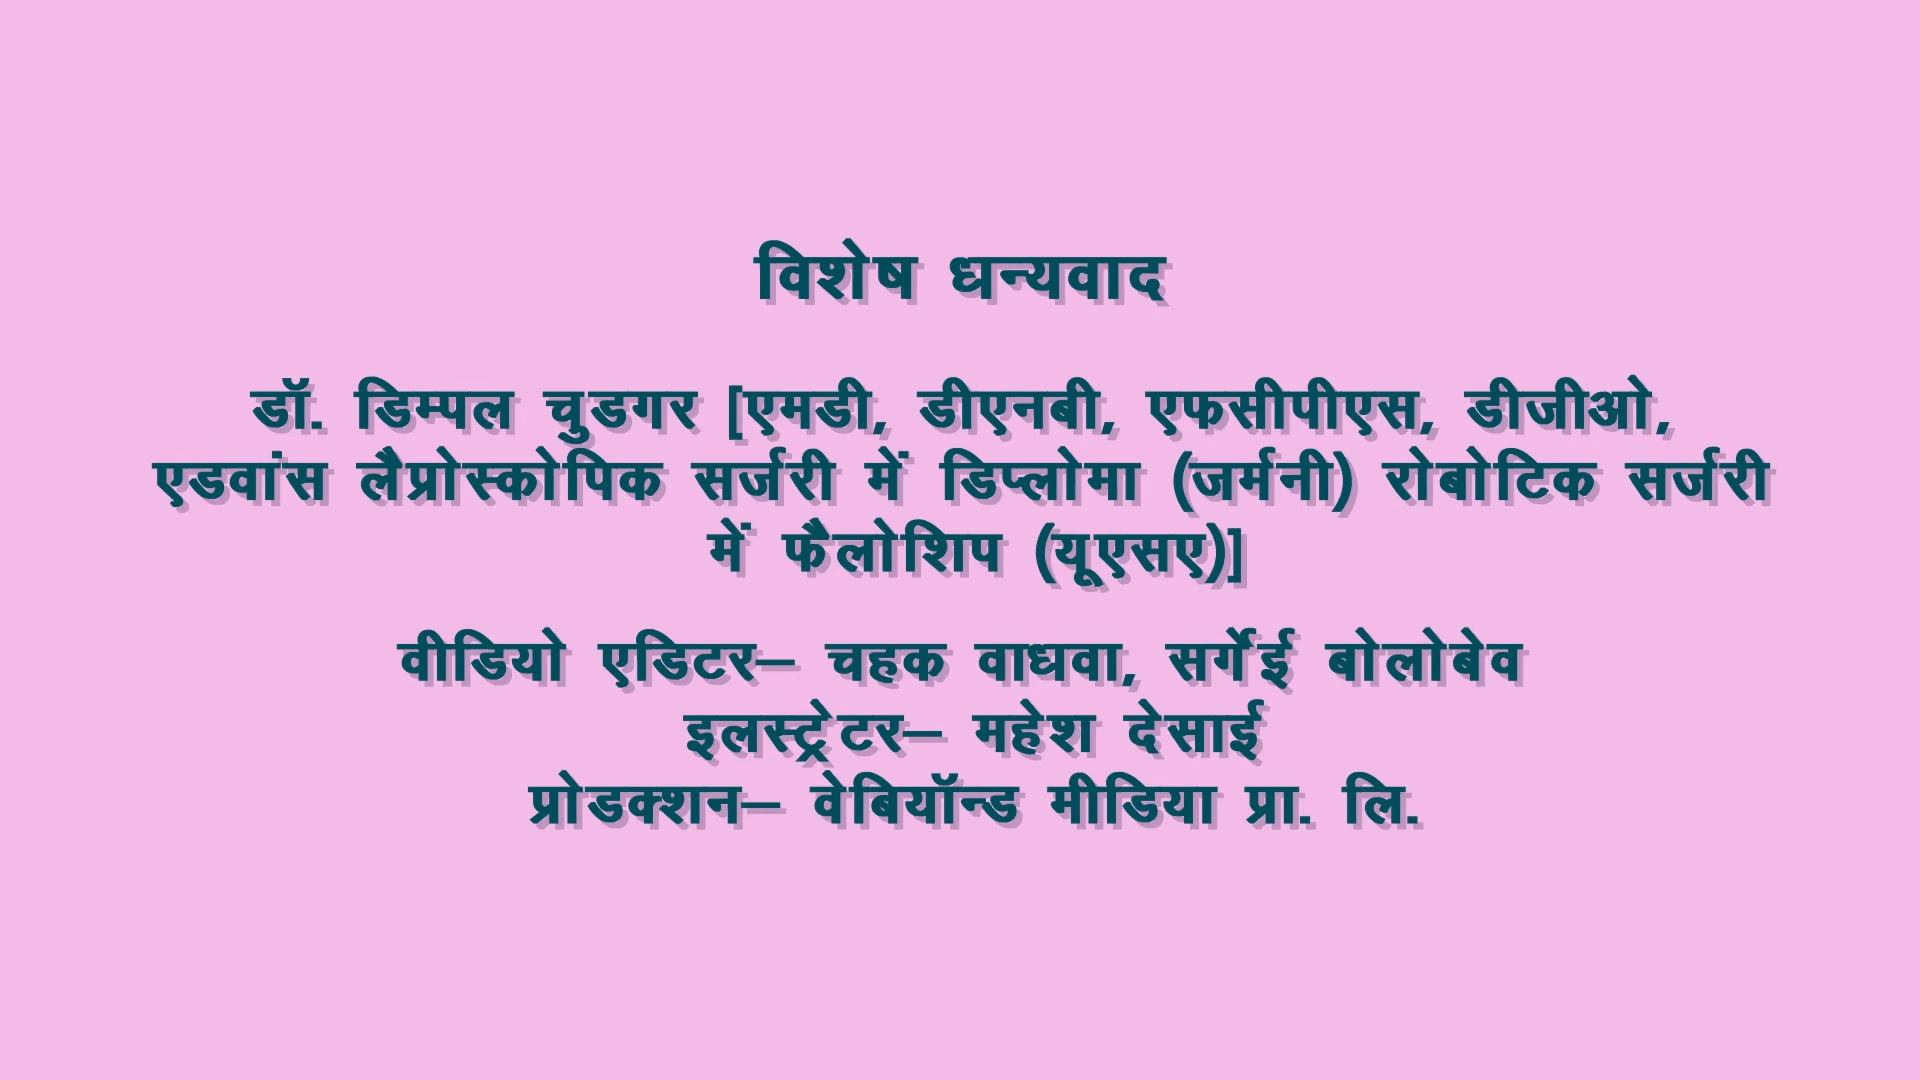 विशेष धन्यवाद
डॉ. डिम्पल चुडगर [एमडी, डीएनबी, एफसीपीएस, डीजीओ,
एडवांस लैप्रोस्कोपिक सर्जरी में डिप्लोमा (जर्मनी) रोबोटिक सर्जरी
में फैलोशिप (यूएसए)]
वीडियो एडिटर– चहक वाधवा, सर्गेई बोलोबेव
इलस्ट्रेटर– महेश देसाई
प्रोडक्शन– वेबियॉन्ड मीडिया प्रा. लि.